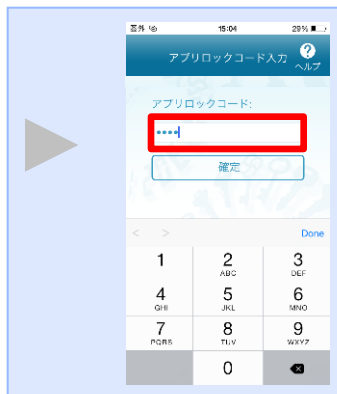 圏外
15:04
29%
アプリロックコード入力
?
ヘルプ
アプリロックコード:
••••
確定
< >
Done
1
2
ABC
3
DEF
4
GHI
5
JKL
6
MNO
7
PQRS
8
TUV
9
WXYZ
0